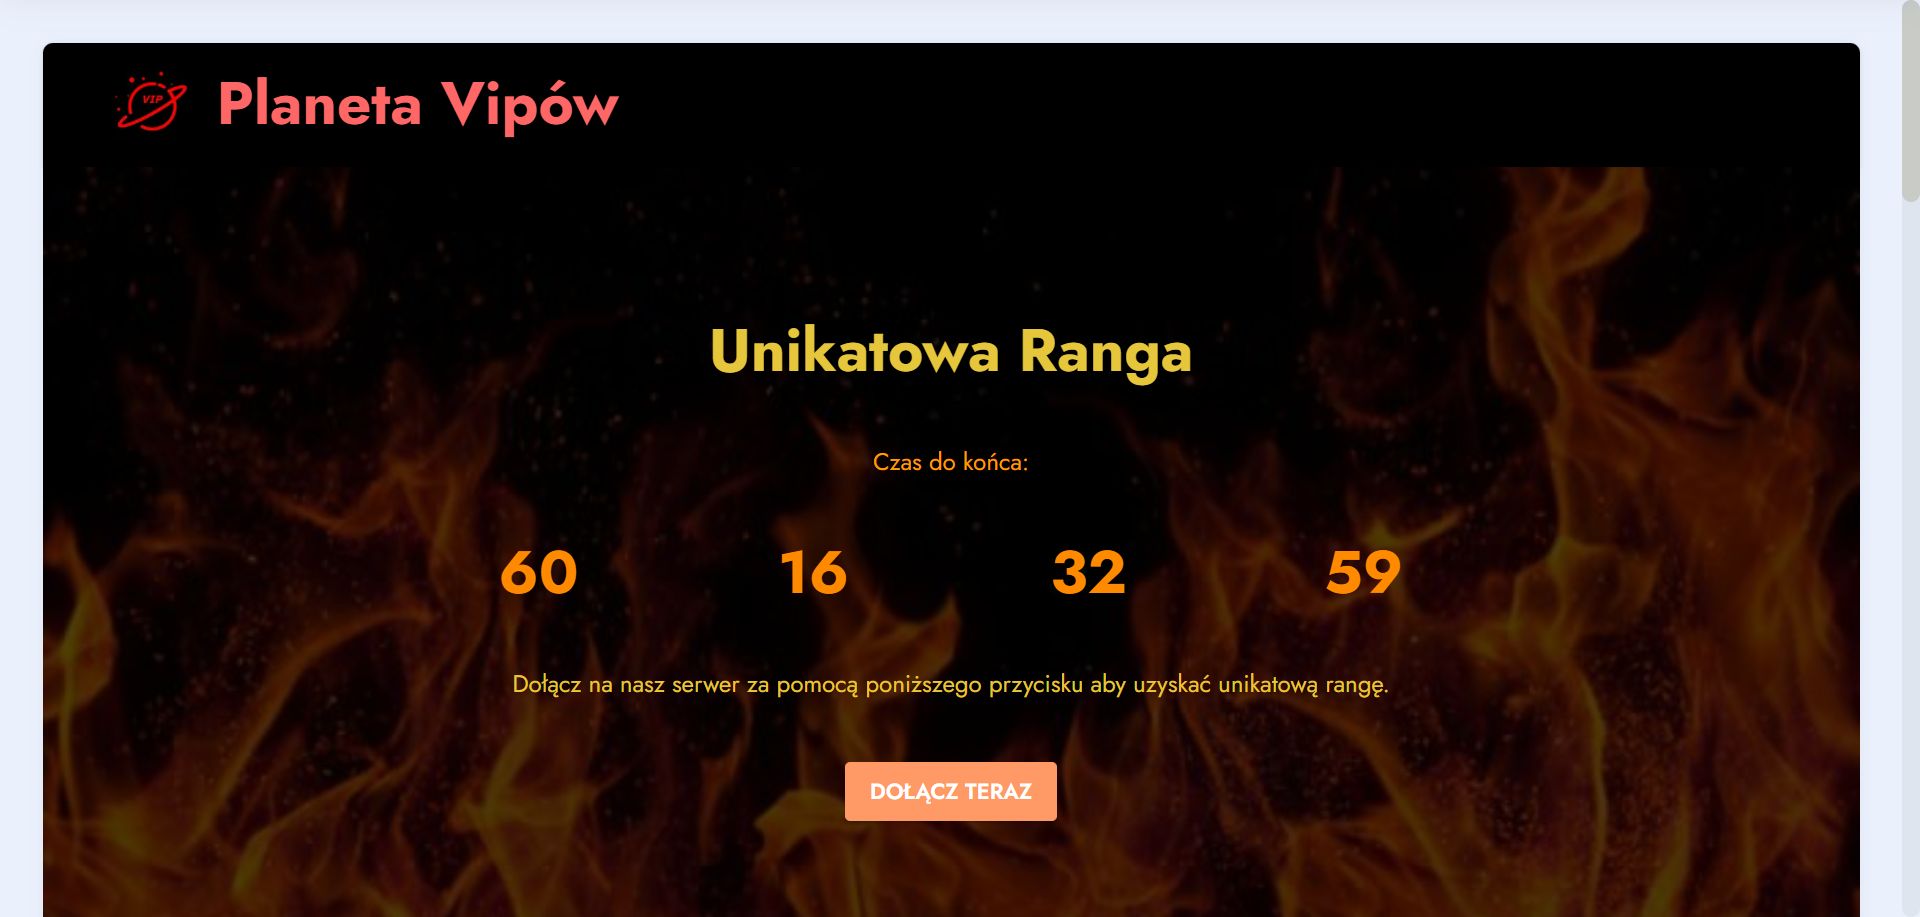 VIP
Planeta Vipów
Unikatowa Ranga
Czas do końca:
60 16 32 59
Dołącz na nasz serwer za pomocą poniższego przycisku aby uzyskać unikatową rangę.
DOŁĄCZ TERAZ